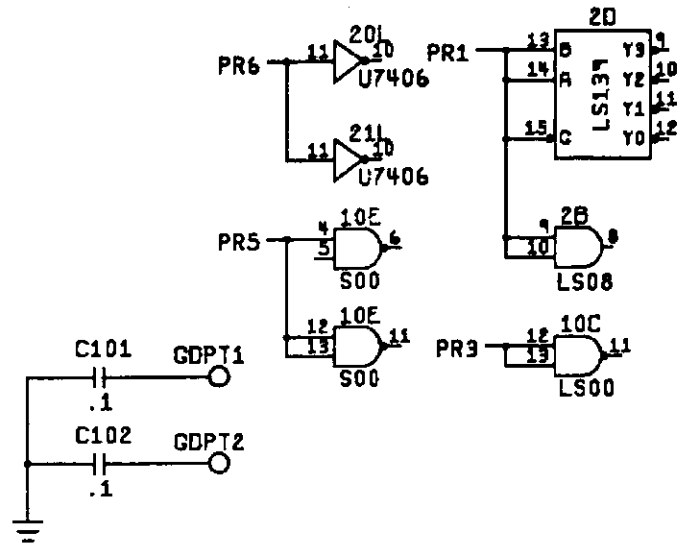 20L
PR6 11 10
U7406
21L
11 10
U7406
10E
PR5 4 6
5
S00
10E
12 11
13
S00
2D
PR1 13 B Y3 9
14 A Y2 10
LS139
Y1 11
15 G Y0 12
2B
9 8
10
LS08
10C
PR3 12 11
13
LS00
C101 GDPT1
.1
C102 GDPT2
.1